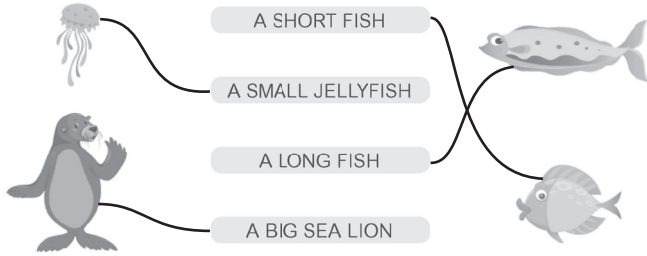 A SHORT FISH
A SMALL JELLYFISH
A LONG FISH
A BIG SEA LION